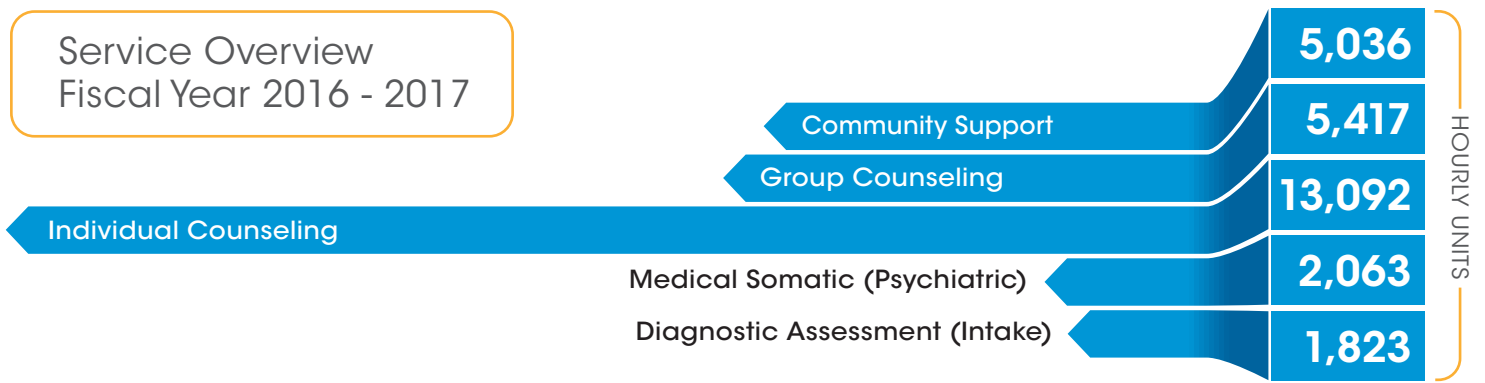 Service Overview
Fiscal Year 2016 - 2017
Community Support
5,036
Group Counseling
5,417
Individual Counseling
13,092
Medical Somatic (Psychiatric)
2,063
Diagnostic Assessment (Intake)
1,823
HOURLY UNITS